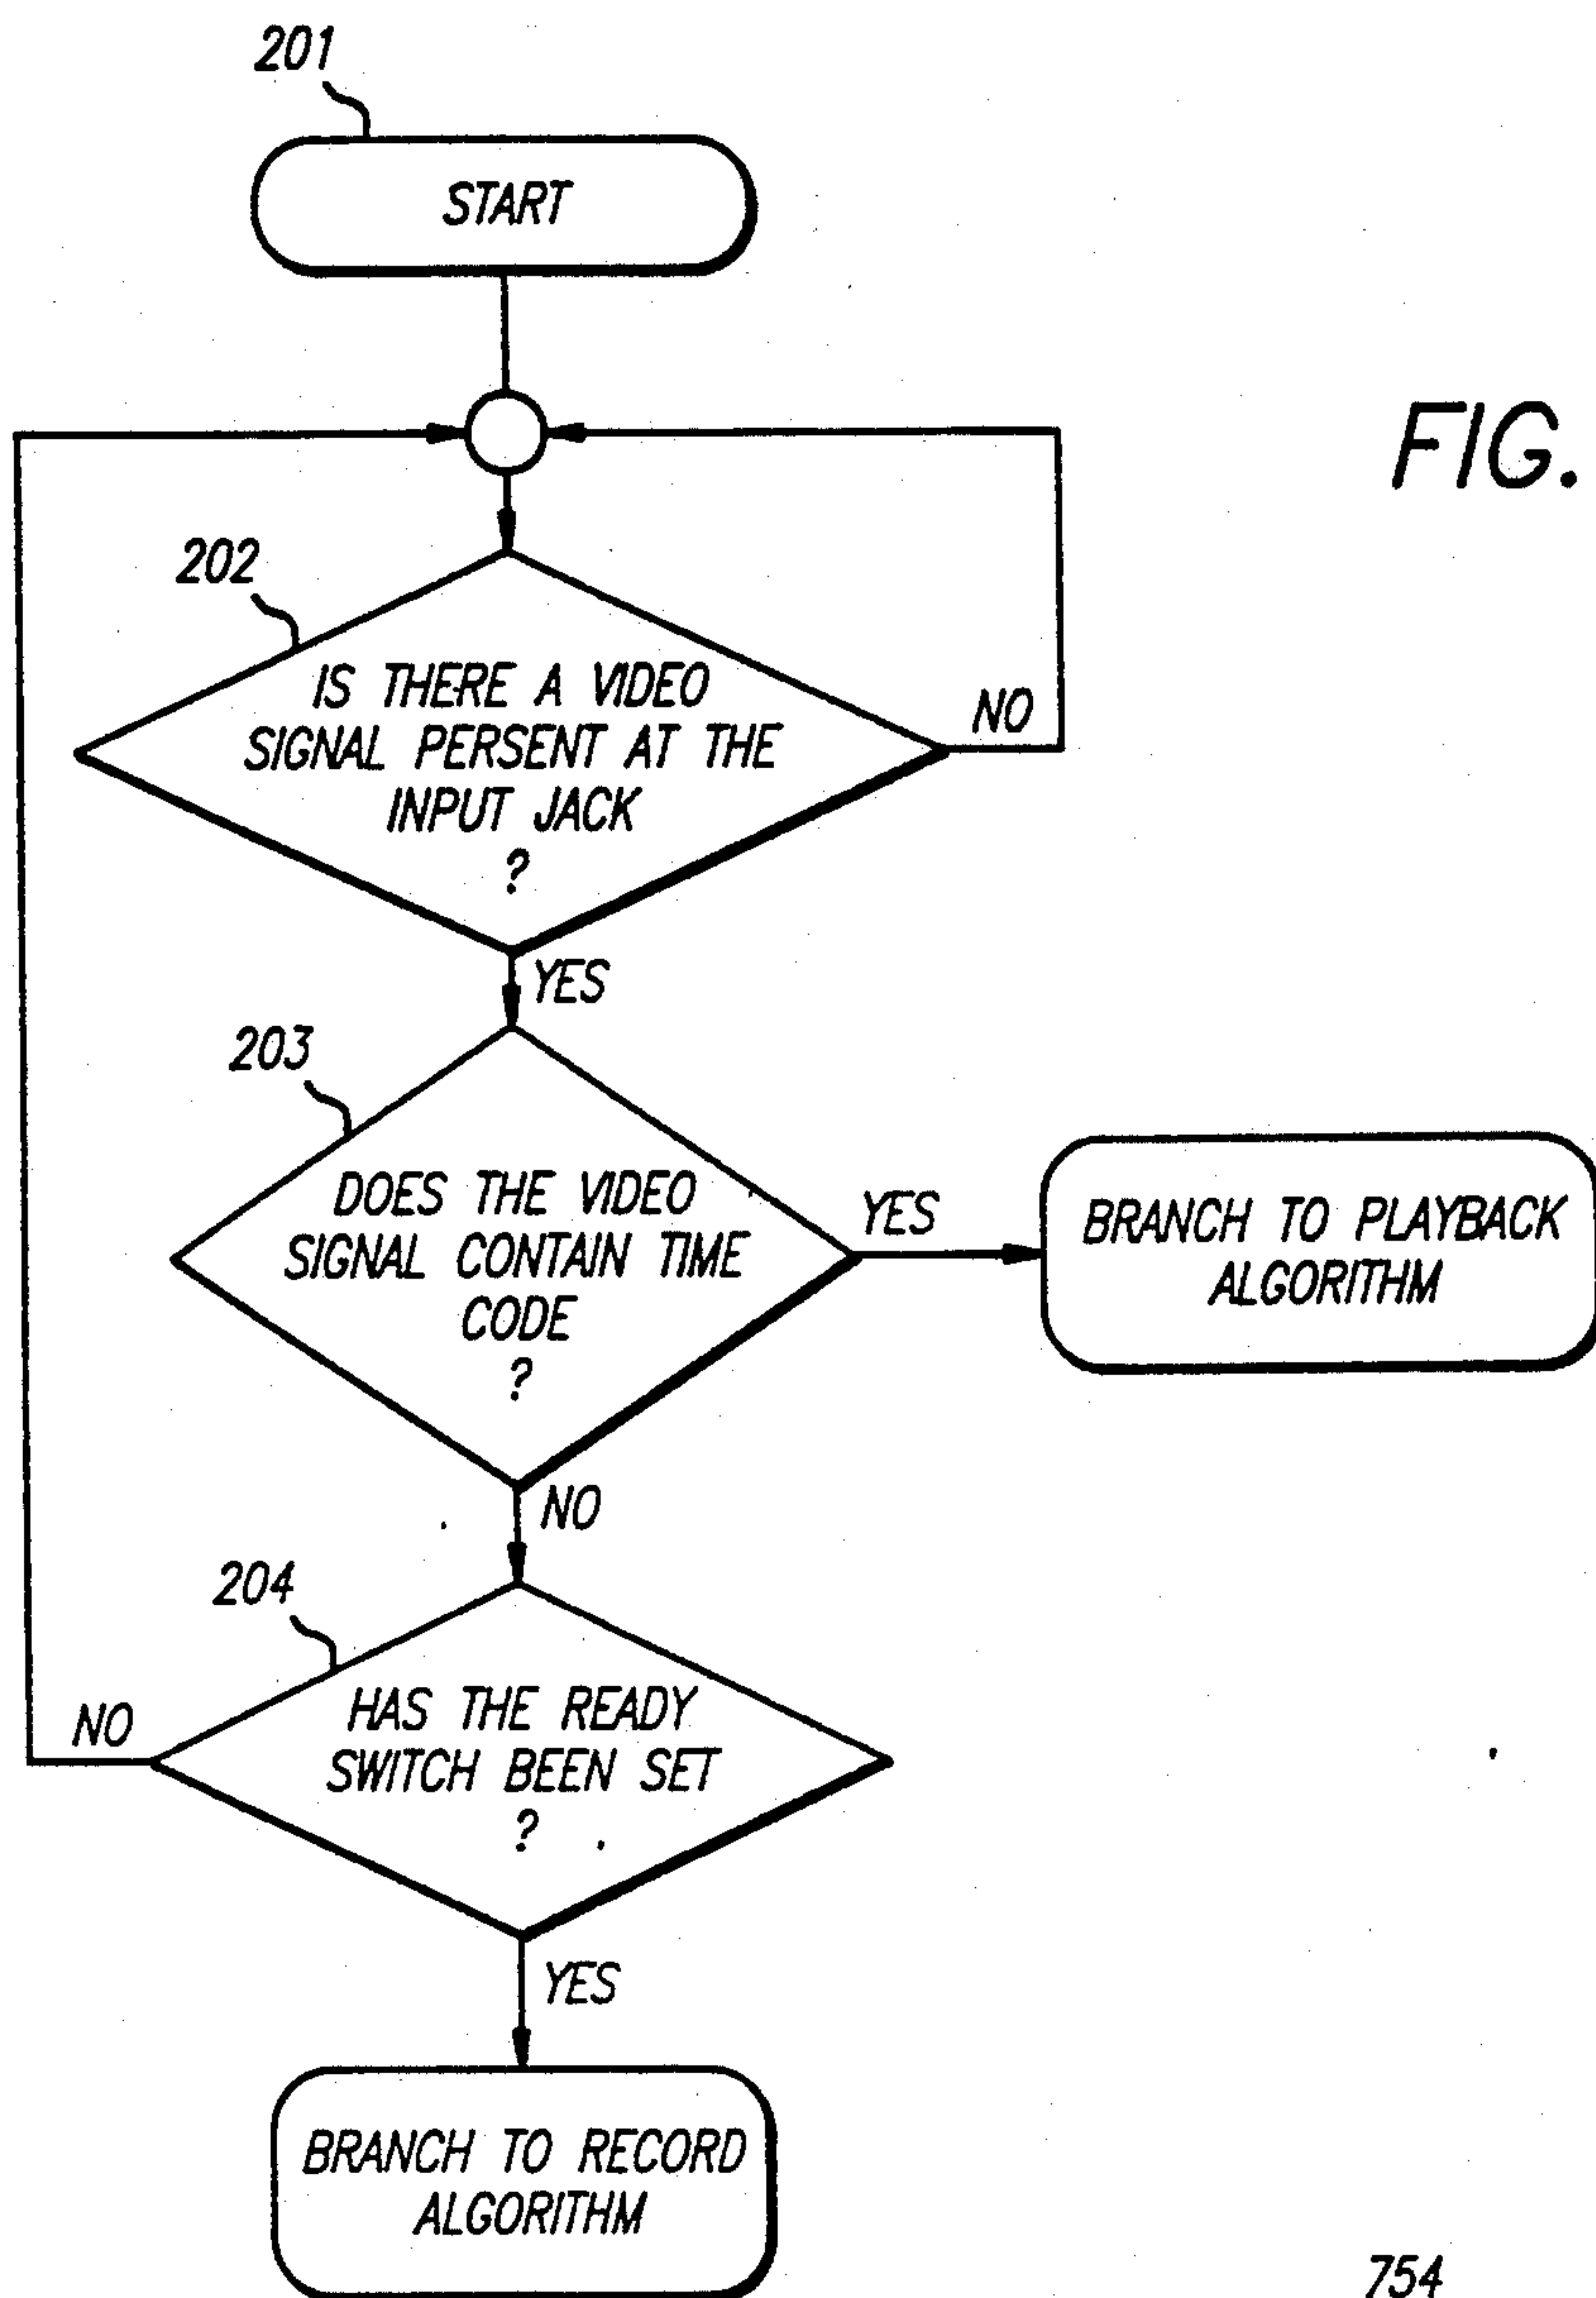 201
START
FIG.
202
IS THERE A VIDEO
SIGNAL PERSENT AT THE
INPUT JACK
?
NO
YES
203
DOES THE VIDEO
SIGNAL CONTAIN TIME
CODE
?
YES
BRANCH TO PLAYBACK
ALGORITHM
NO
204
HAS THE READY
SWITCH BEEN SET
?
NO
YES
BRANCH TO RECORD
ALGORITHM
754